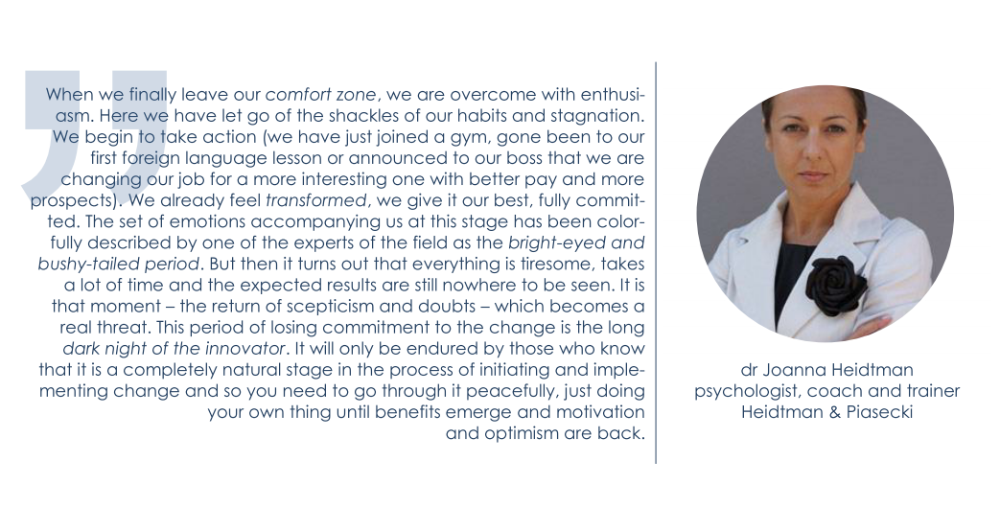 When we finally leave our comfort zone, we are overcome with enthusi-
asm. Here we have let go of the shackles of our habits and stagnation.
We begin to take action (we have just joined a gym, gone been to our
first foreign language lesson or announced to our boss that we are
changing our job for a more interesting one with better pay and more
prospects). We already feel transformed, we give it our best, fully commit-
ted. The set of emotions accompanying us at this stage has been color-
fully described by one of the experts of the field as the bright-eyed and
bushy-tailed period. But then it turns out that everything is tiresome, takes
a lot of time and the expected results are still nowhere to be seen. It is
that moment – the return of scepticism and doubts – which becomes a
real threat. This period of losing commitment to the change is the long
dark night of the innovator. It will only be endured by those who know
that it is a completely natural stage in the process of initiating and imple-
menting change and so you need to go through it peacefully, just doing
your own thing until benefits emerge and motivation
and optimism are back.
dr Joanna Heidtman
psychologist, coach and trainer
Heidtman & Piasecki